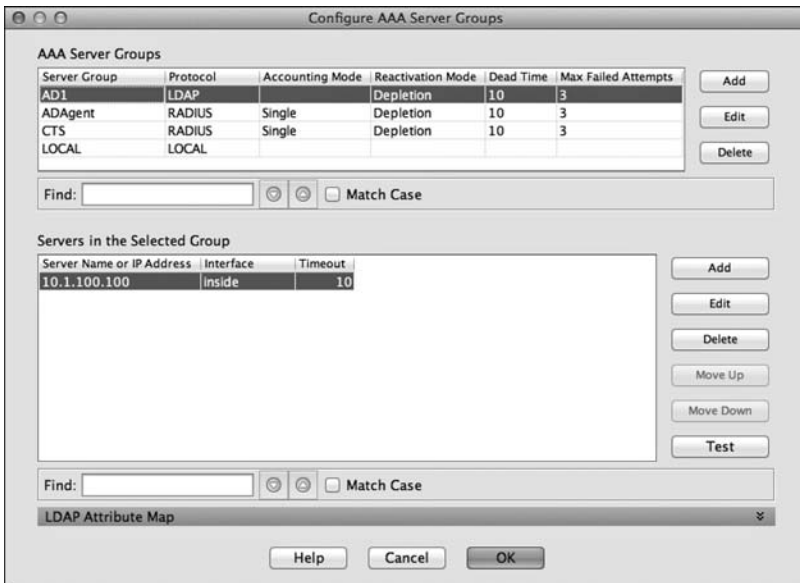 Configure AAA Server Groups
AAA Server Groups
Server Group Protocol Accounting Mode Reactivation Mode Dead Time Max Failed Attempts
AD1 LDAP Depletion 10 3
ADAgent RADIUS Single Depletion 10 3
CTS RADIUS Single Depletion 10 3
LOCAL LOCAL
Add
Edit
Delete
Find: Match Case
Servers in the Selected Group
Server Name or IP Address Interface Timeout
10.1.100.100 inside 10
Add
Edit
Delete
Move Up
Move Down
Test
Find: Match Case
LDAP Attribute Map
Help Cancel OK